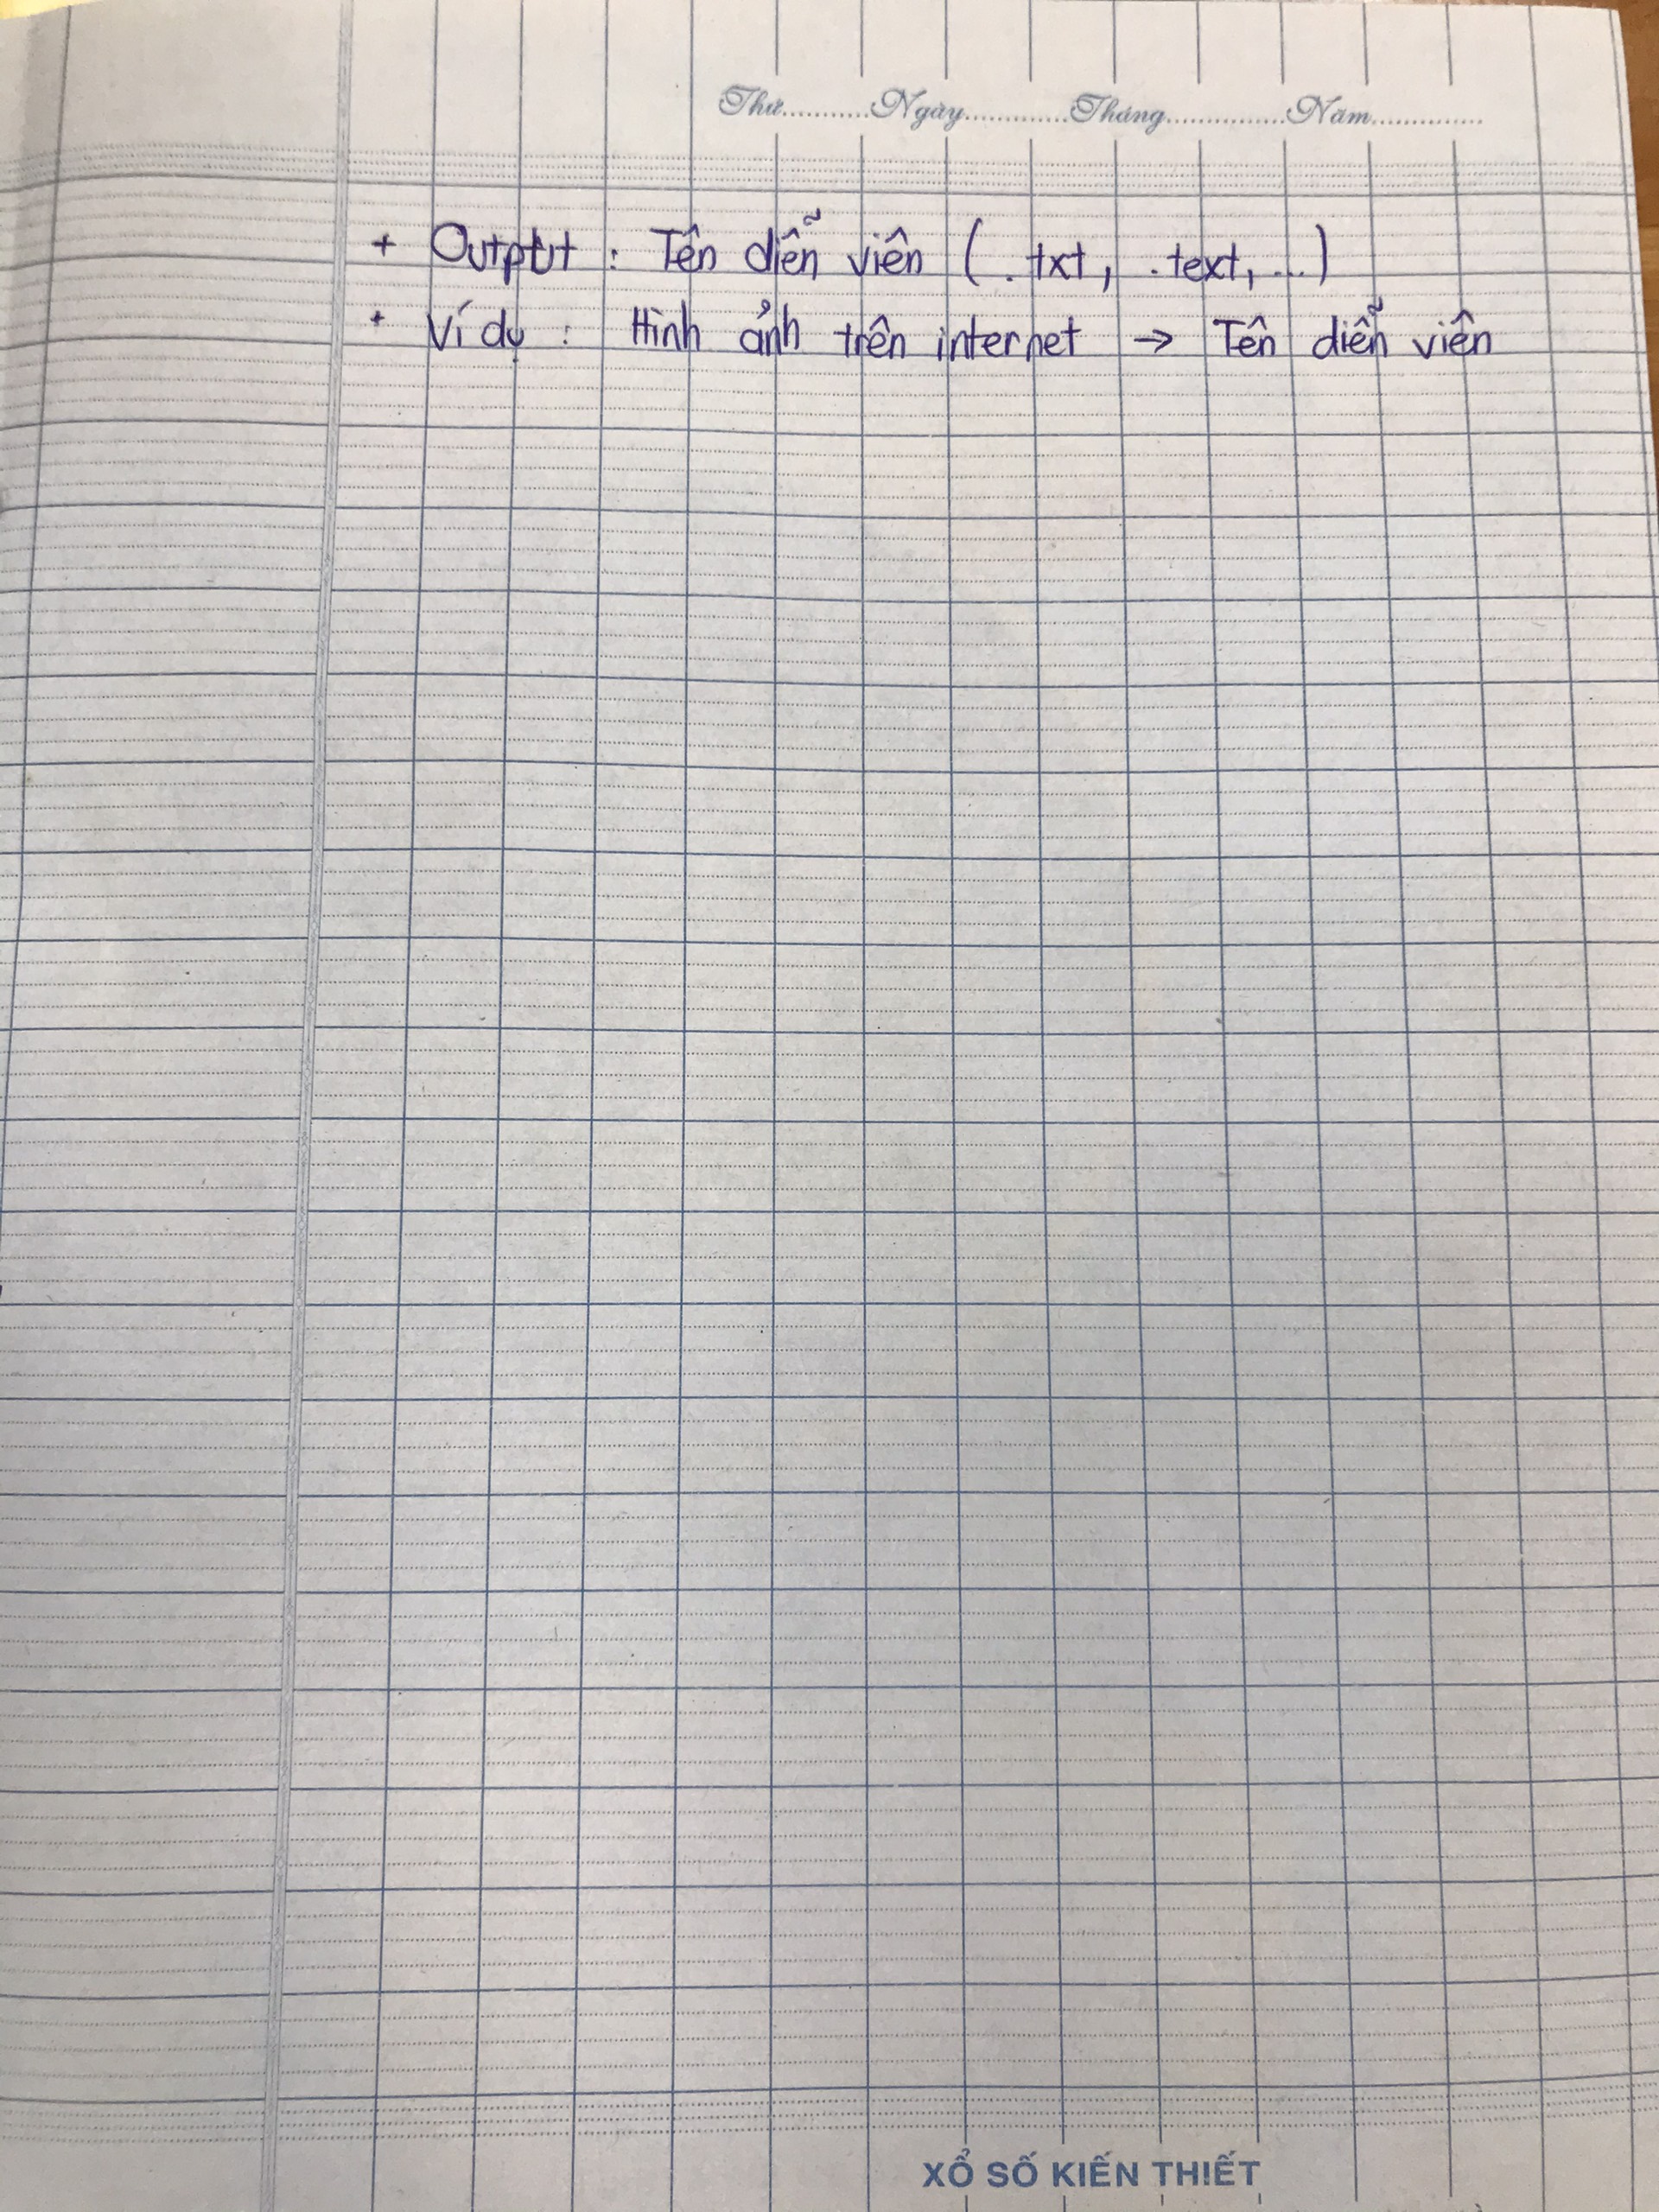 Thứ...........Ngày.............Tháng...............Năm..............
+ Output : Tên diễn viên ( .txt, .text, ...)
+ Ví dụ : Hình ảnh trên internet → Tên diễn viên
XỔ SỐ KIẾN THIẾT